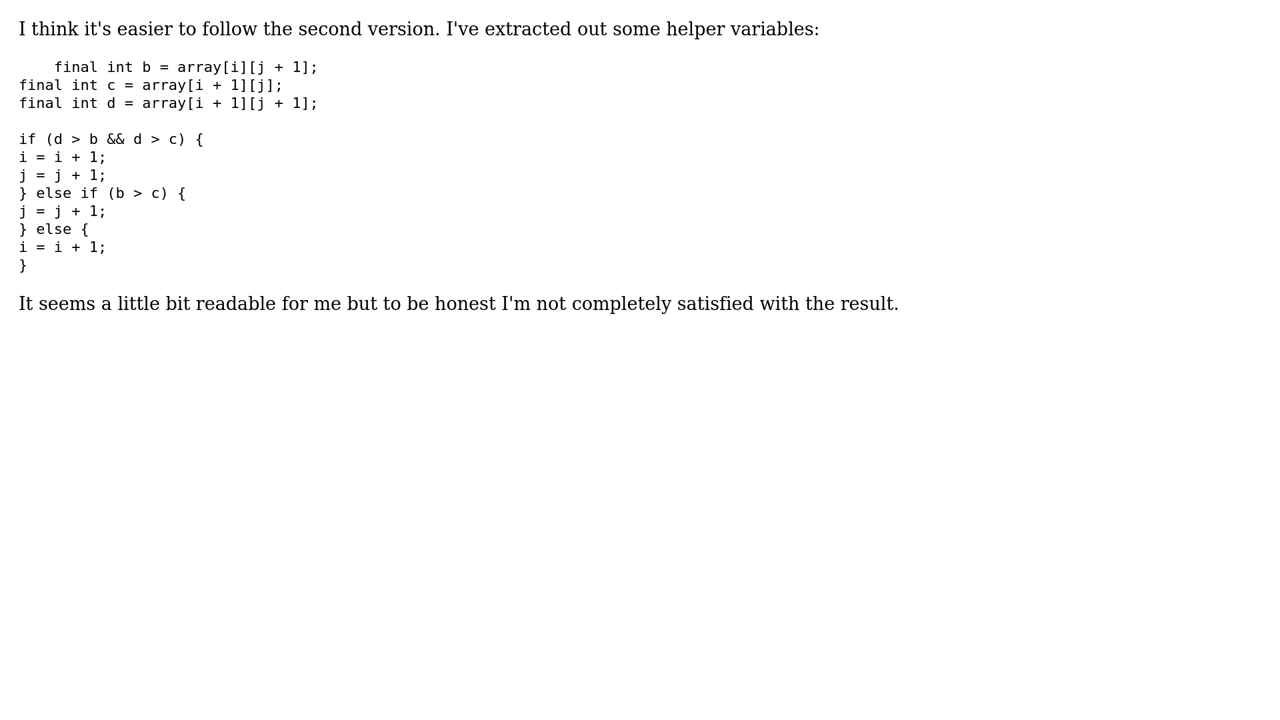 I think it's easier to follow the second version. I've extracted out some helper variables:
    final int b = array[i][j + 1];
final int c = array[i + 1][j];
final int d = array[i + 1][j + 1];
if (d > b && d > c) {
i = i + 1;
j = j + 1;
} else if (b > c) {
j = j + 1;
} else {
i = i + 1;
}
It seems a little bit readable for me but to be honest I'm not completely satisfied with the result.